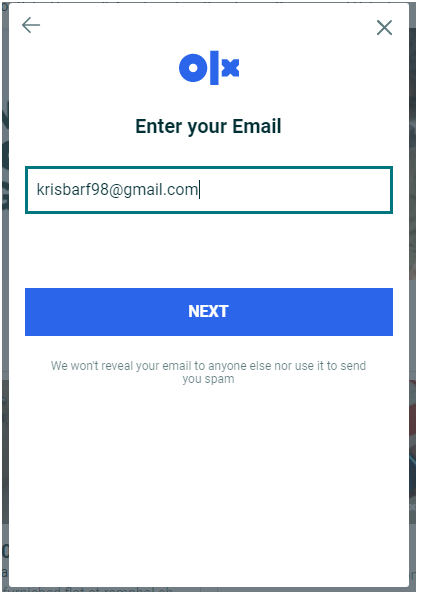 olx
Enter your Email
krisbarf98@gmail.com
NEXT
We won't reveal your email to anyone else nor use it to send
you spam